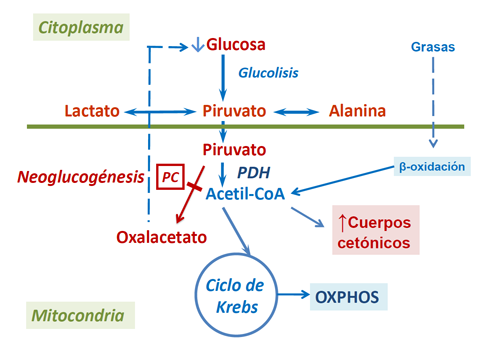 Citoplasma
↓Glucosa
Grasas
Glucolisis
Lactato
Piruvato
Alanina
Piruvato
Neoglucogénesis
PC
PDH
β-oxidación
Acetil-CoA
↑Cuerpos
cetónicos
Oxalacetato
Ciclo de
Krebs
OXPHOS
Mitocondria